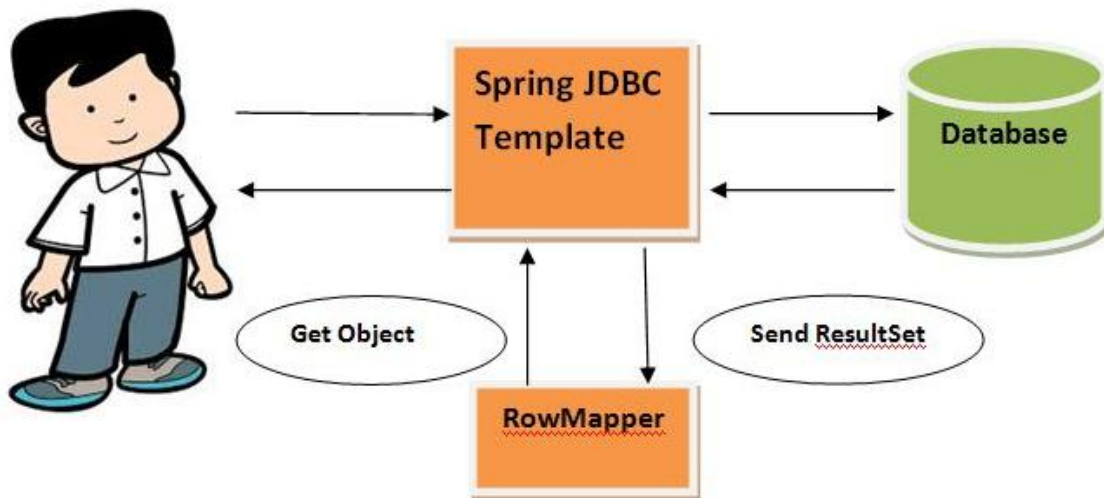 Spring JDBC
Template
Database
Get Object
Send ResultSet
RowMapper